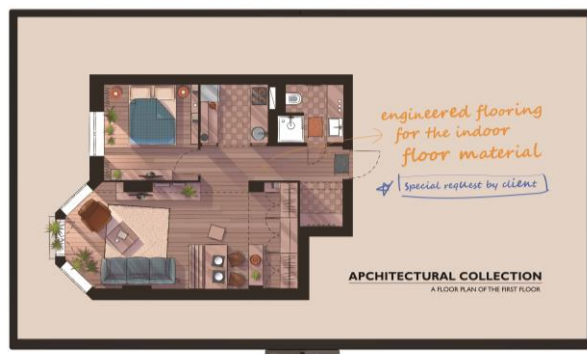 engineered flooring
for the indoor
floor material
Special request by client
APCHITECTURAL COLLECTION
A FLOOR PLAN OF THE FIRST FLOOR